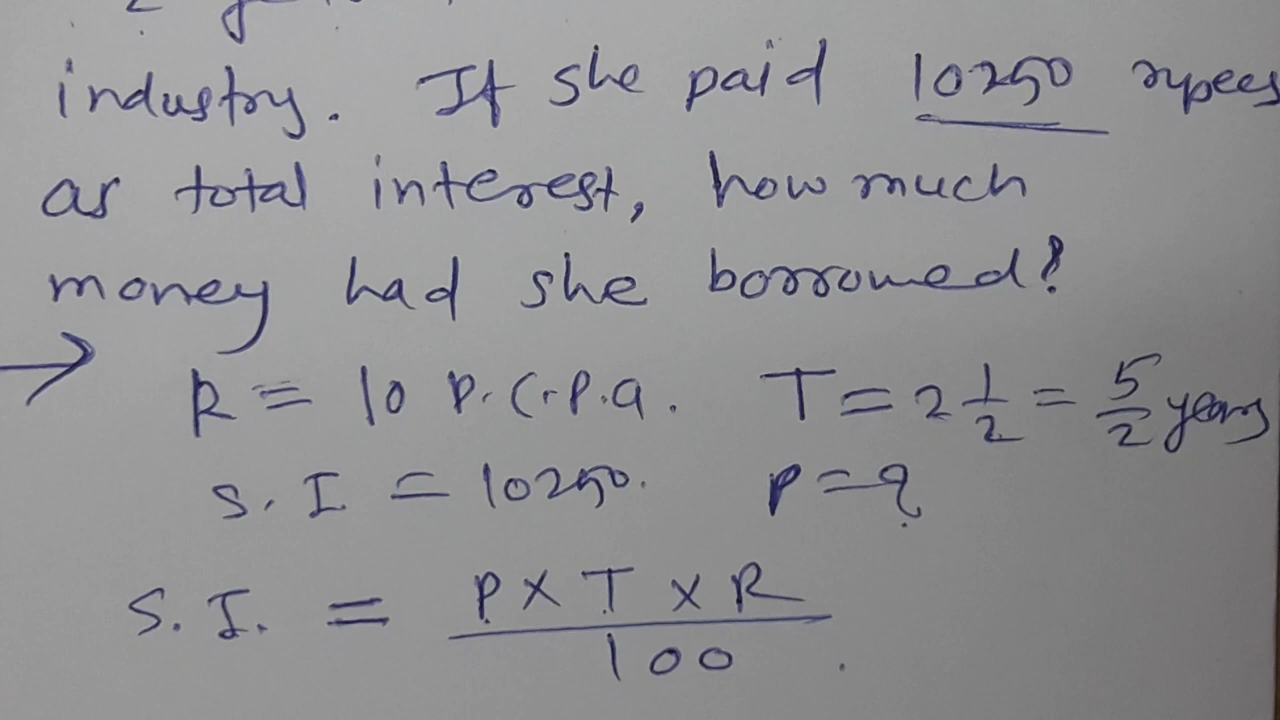 industry. If she paid 10250 rupees
as total interest, how much
money had she borrowed?
→ R = 10 P.C.P.a. T = 2 1/2 = 5/2 years
S. I = 10250. P = ?
S. I. = P × T × R / 100 .